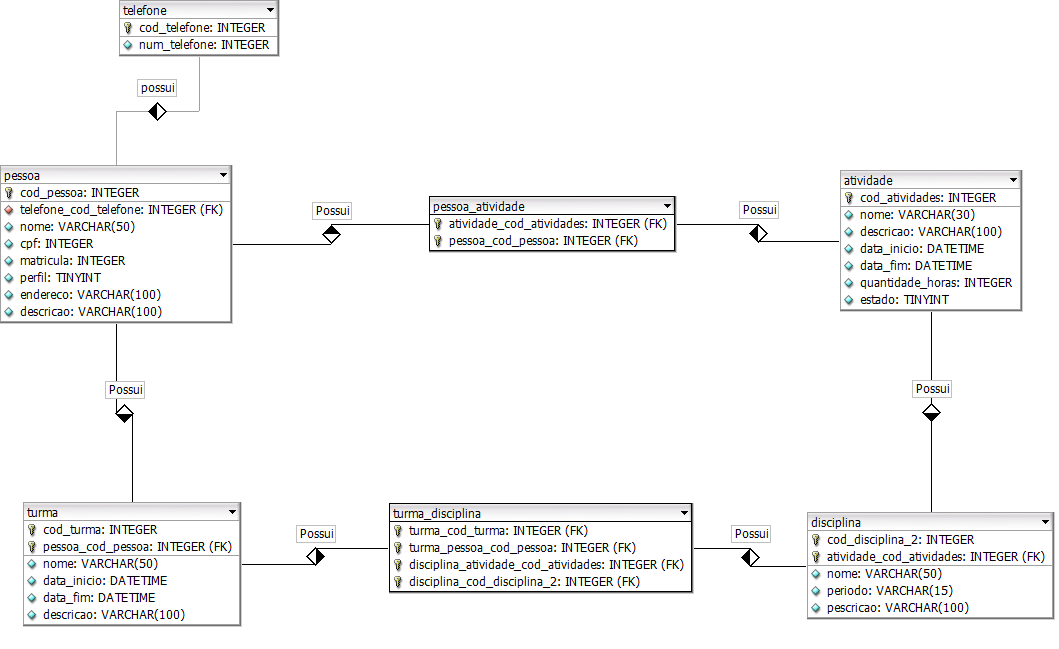 telefone
cod_telefone: INTEGER
num_telefone: INTEGER
possui
pessoa
cod_pessoa: INTEGER
telefone_cod_telefone: INTEGER (FK)
nome: VARCHAR(50)
cpf: INTEGER
matricula: INTEGER
perfil: TINYINT
endereco: VARCHAR(100)
descricao: VARCHAR(100)
Possui
pessoa_atividade
atividade_cod_atividades: INTEGER (FK)
pessoa_cod_pessoa: INTEGER (FK)
Possui
atividade
cod_atividades: INTEGER
nome: VARCHAR(30)
descricao: VARCHAR(100)
data_inicio: DATETIME
data_fim: DATETIME
quantidade_horas: INTEGER
estado: TINYINT
Possui
Possui
turma
cod_turma: INTEGER
pessoa_cod_pessoa: INTEGER (FK)
nome: VARCHAR(50)
data_inicio: DATETIME
data_fim: DATETIME
descricao: VARCHAR(100)
Possui
turma_disciplina
turma_cod_turma: INTEGER (FK)
turma_pessoa_cod_pessoa: INTEGER (FK)
disciplina_atividade_cod_atividades: INTEGER (FK)
disciplina_cod_disciplina_2: INTEGER (FK)
Possui
disciplina
cod_disciplina_2: INTEGER
atividade_cod_atividades: INTEGER (FK)
nome: VARCHAR(50)
periodo: VARCHAR(15)
pescricao: VARCHAR(100)